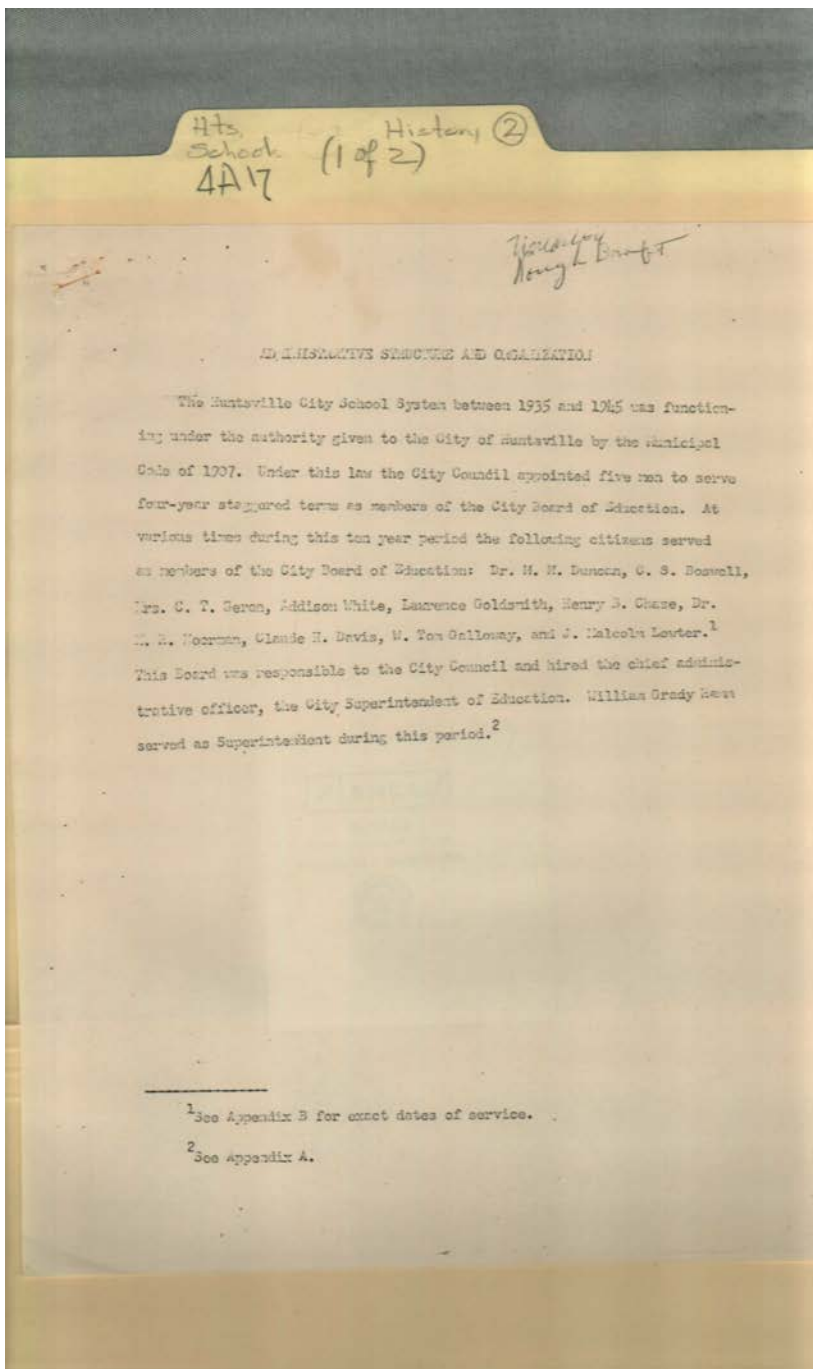 Hts. History ②
School (1 of 2)
4A17
Rough Draft
ADMINISTRATIVE STRUCTURE AND ORGANIZATION
The Huntsville City School System between 1935 and 1945 was function-
ing under the authority given to the City of Huntsville by the Municipal
Code of 1907. Under this law the City Council appointed five men to serve
four-year staggered terms as members of the City Board of Education. At
various times during this ten year period the following citizens served
as members of the City Board of Education: Dr. M. M. Duncan, C. S. Boswell,
Mrs. C. T. Geron, Addison White, Lawrence Goldsmith, Henry B. Chase, Dr.
Moorman, Claude H. Davis, W. Tom Galloway, and J. Malcolm Lowter.1
This Board was responsible to the City Council and hired the chief adminis-
trative officer, the City Superintendent of Education. William Grady
served as Superintendent during this period.2
1See Appendix B for exact dates of service.
2See Appendix A.